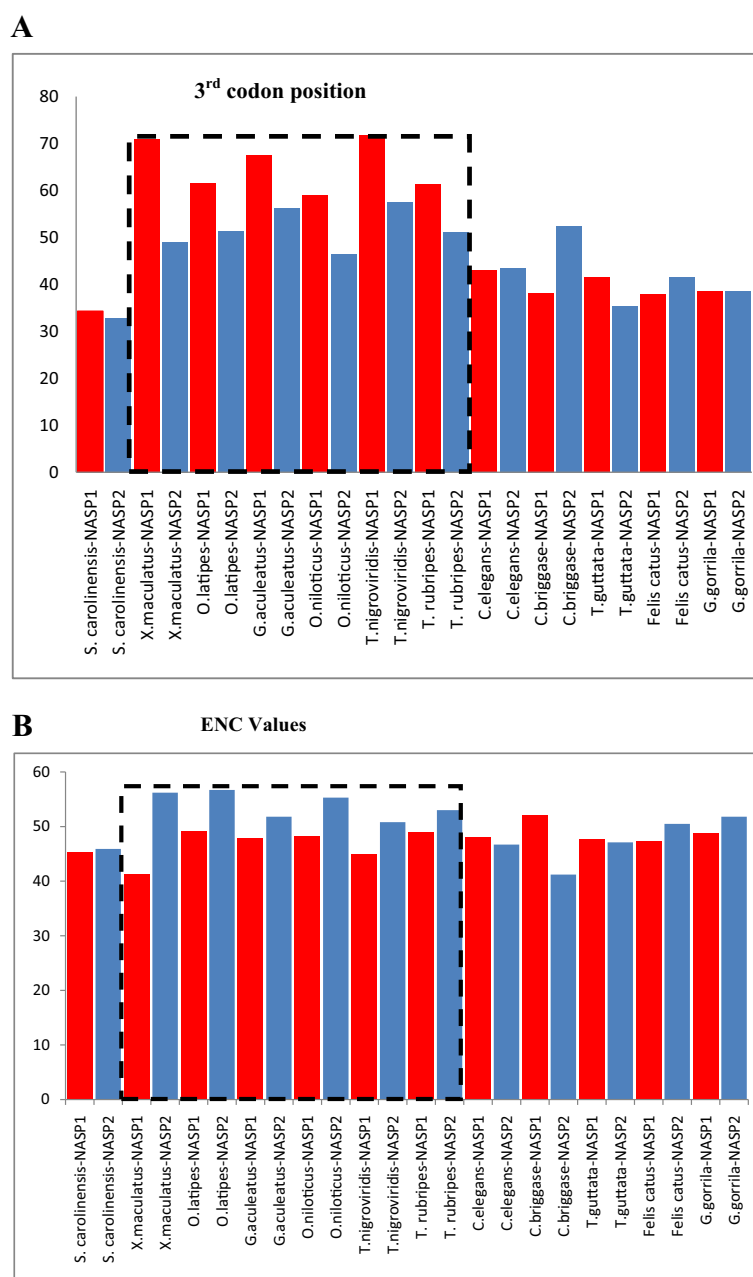 A
3rd codon position
80
70
60
50
40
30
20
10
0
S. carolinensis-NASP1
S. carolinensis-NASP2
X.maculatus-NASP1
X.maculatus-NASP2
O.latipes-NASP1
O.latipes-NASP2
G.aculeatus-NASP1
G.aculeatus-NASP2
O.niloticus-NASP1
O.niloticus-NASP2
T.nigroviridis-NASP1
T.nigroviridis-NASP2
T. rubripes-NASP1
T. rubripes-NASP2
C.elegans-NASP1
C.elegans-NASP2
C.briggase-NASP1
C.briggase-NASP2
T.guttata-NASP1
T.guttata-NASP2
Felis catus-NASP1
Felis catus-NASP2
G.gorrila-NASP1
G.gorrila-NASP2
B
ENC Values
60
50
40
30
20
10
0
S. carolinensis-NASP1
S. carolinensis-NASP2
X.maculatus-NASP1
X.maculatus-NASP2
O.latipes-NASP1
O.latipes-NASP2
G.aculeatus-NASP1
G.aculeatus-NASP2
O.niloticus-NASP1
O.niloticus-NASP2
T.nigroviridis-NASP1
T.nigroviridis-NASP2
T. rubripes-NASP1
T. rubripes-NASP2
C.elegans-NASP1
C.elegans-NASP2
C.briggase-NASP1
C.briggase-NASP2
T.guttata-NASP1
T.guttata-NASP2
Felis catus-NASP1
Felis catus-NASP2
G.gorrila-NASP1
G.gorrila-NASP2